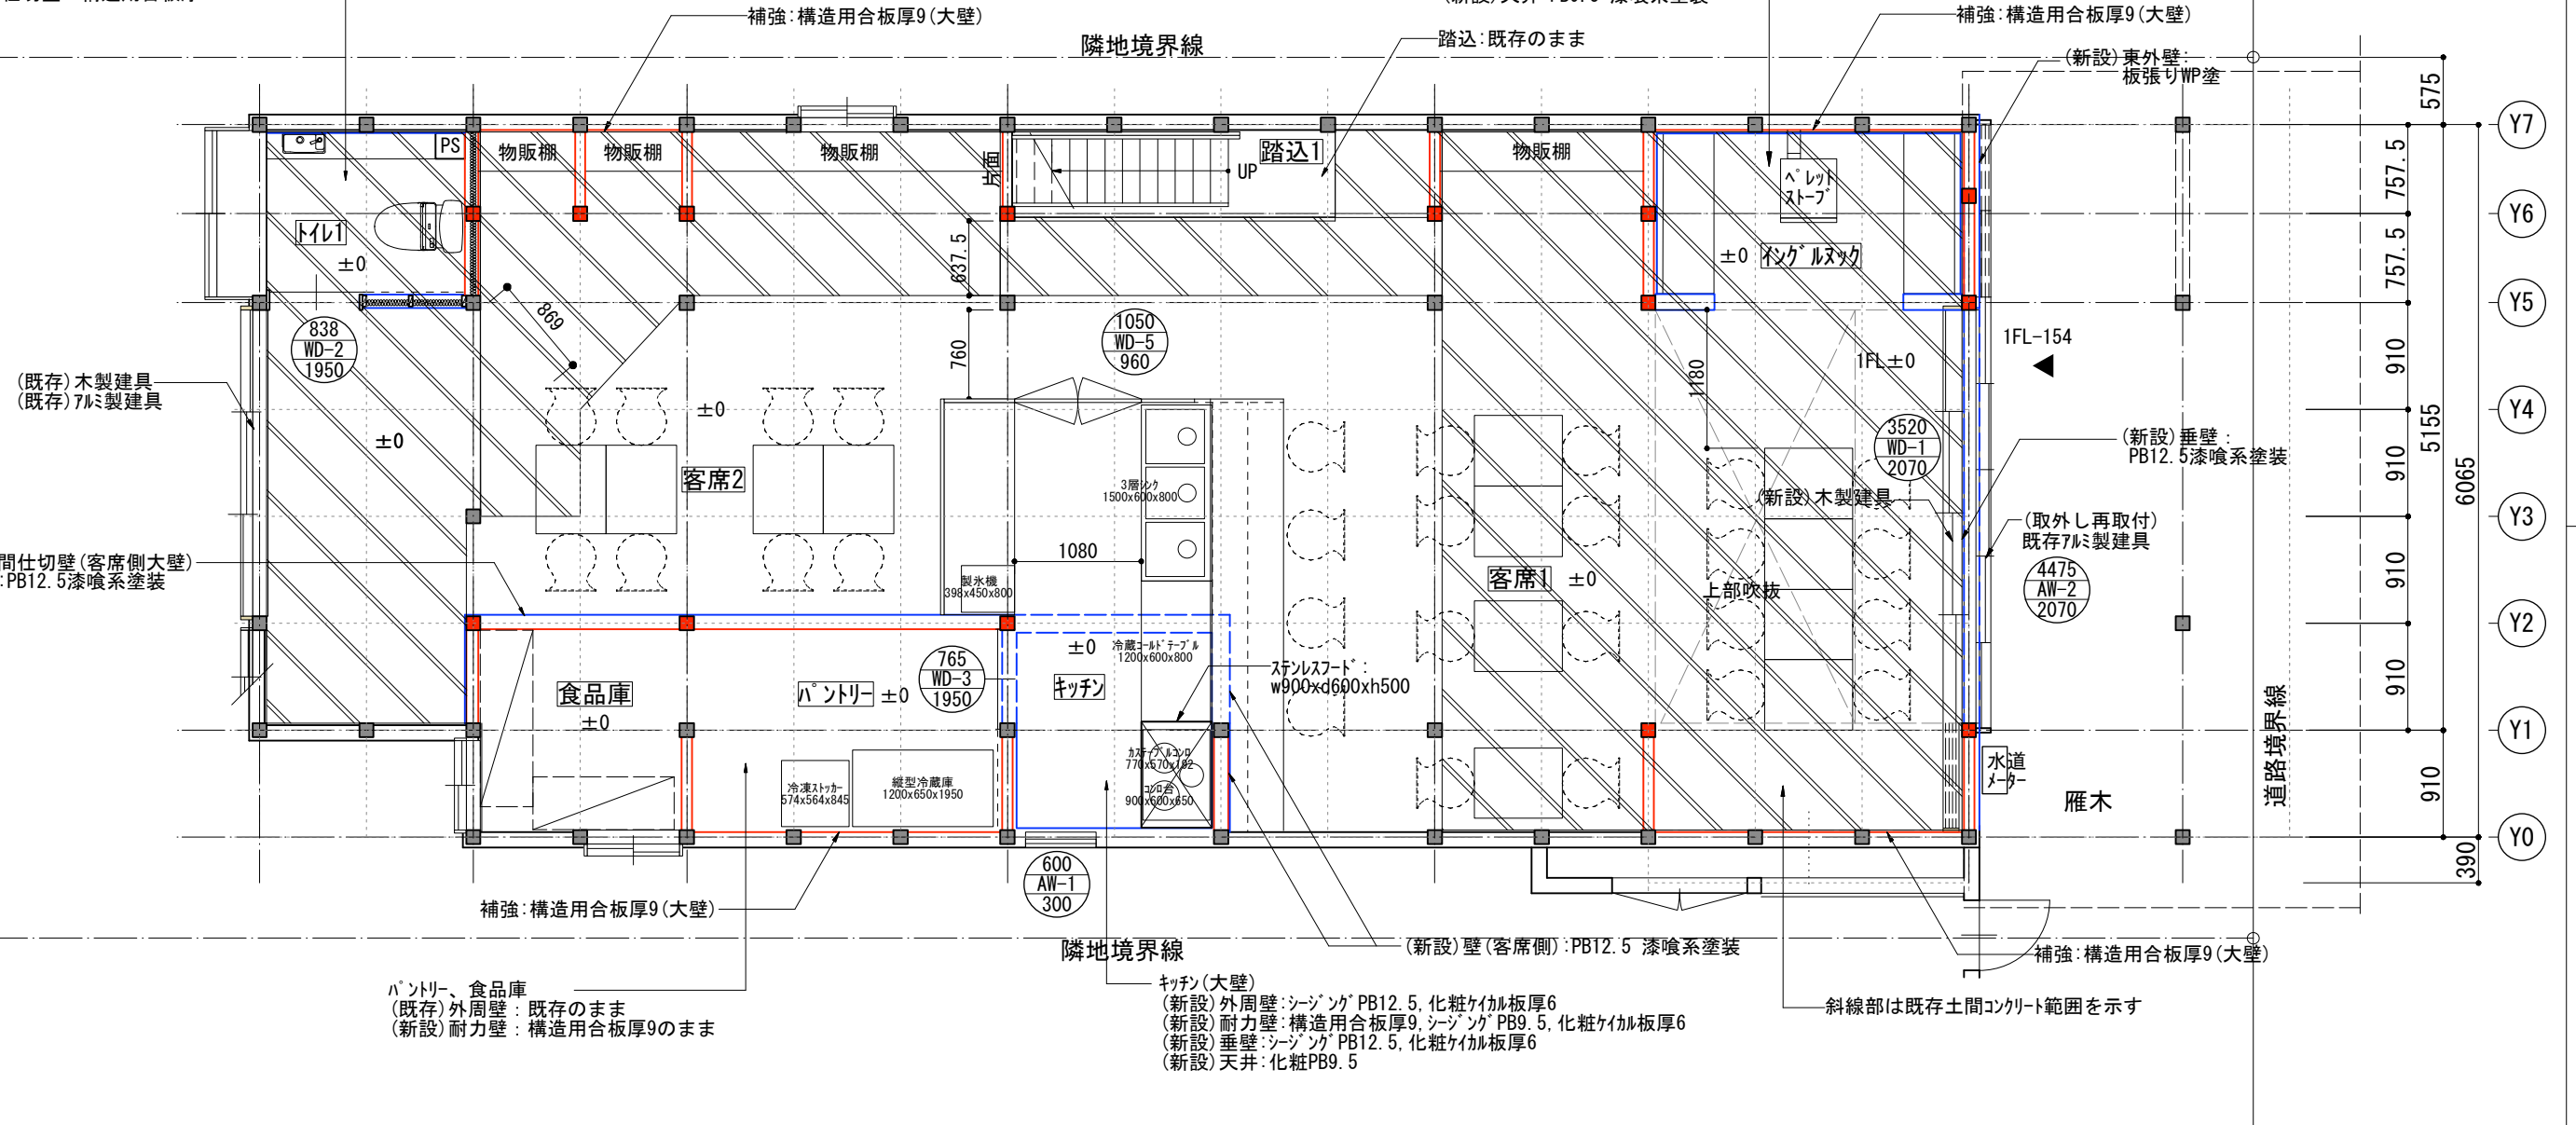 補強:構造用合板厚9(大壁)
補強:構造用合板厚9(大壁)
隣地境界線
踏込:既存のまま
(新設)東外壁:
板張りWP塗
575
PS
物販棚
物販棚
物販棚
片面
踏込1
UP
物販棚
ペレット
ストーブ
757.5
Y7
トイレ1
±0
637.5
±0
イングルヌック
757.5
Y6
869
Y5
838
WD-2
1950
760
1050
WD-5
960
1180
1FL±0
1FL-154
910
(既存)木製建具
(既存)アルミ製建具
±0
±0
客席2
3520
WD-1
2070
(新設)垂壁:
PB12.5漆喰系塗装
Y4
910
5155
6065
3層シンク
1500x600x800
(新設)木製建具
(取外し再取付)
既存アルミ製建具
Y3
間仕切壁(客席側大壁)
:PB12.5漆喰系塗装
1080
製氷機
398x450x800
客席1
±0
上部吹抜
4475
AW-2
2070
910
Y2
±0
冷蔵コールドテーブル
1200x600x800
765
WD-3
1950
キッチン
ステンレスフード:
w900xd600xh500
食品庫
±0
パントリー
±0
910
Y1
道路境界線
冷凍ストッカー
574x564x845
縦型冷蔵庫
1200x650x1950
ガステーブルコンロ
770x570x182
コンロ台
900x600x650
水道
メーター
雁木
910
Y0
390
600
AW-1
300
補強:構造用合板厚9(大壁)
隣地境界線
(新設)壁(客席側):PB12.5 漆喰系塗装
補強:構造用合板厚9(大壁)
パントリー、食品庫
(既存)外周壁:既存のまま
(新設)耐力壁:構造用合板厚9のまま
キッチン(大壁)
(新設)外周壁:シージングPB12.5,化粧ケイカル板厚6
(新設)耐力壁:構造用合板厚9,シージングPB9.5,化粧ケイカル板厚6
(新設)垂壁:シージングPB12.5,化粧ケイカル板厚6
(新設)天井:化粧PB9.5
斜線部は既存土間コンクリート範囲を示す